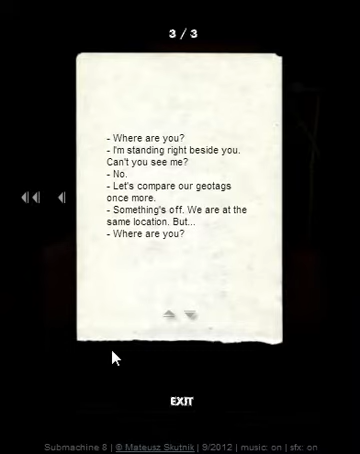 3 / 3
- Where are you?
- I'm standing right beside you.
Can't you see me?
- No.
- Let's compare our geotags
once more.
- Something's off. We are at the
same location. But...
- Where are you?
EXIT
Submachine 8 | © Mateusz Skutnik | 9/2012 | music: on | sfx: on